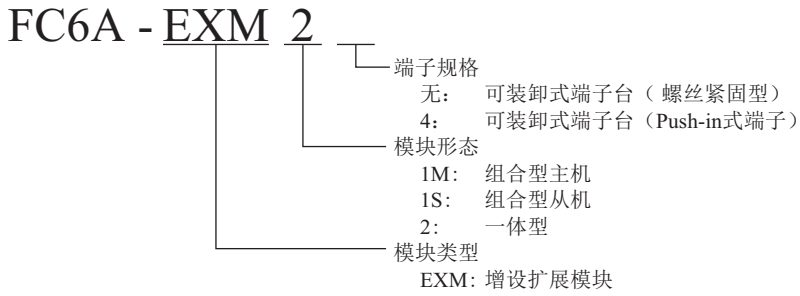 FC6A - EXM 2
端子规格
无： 可装卸式端子台（ 螺丝紧固型）
4： 可装卸式端子台（Push-in式端子）
模块形态
1M： 组合型主机
1S： 组合型从机
2： 一体型
模块类型
EXM：增设扩展模块